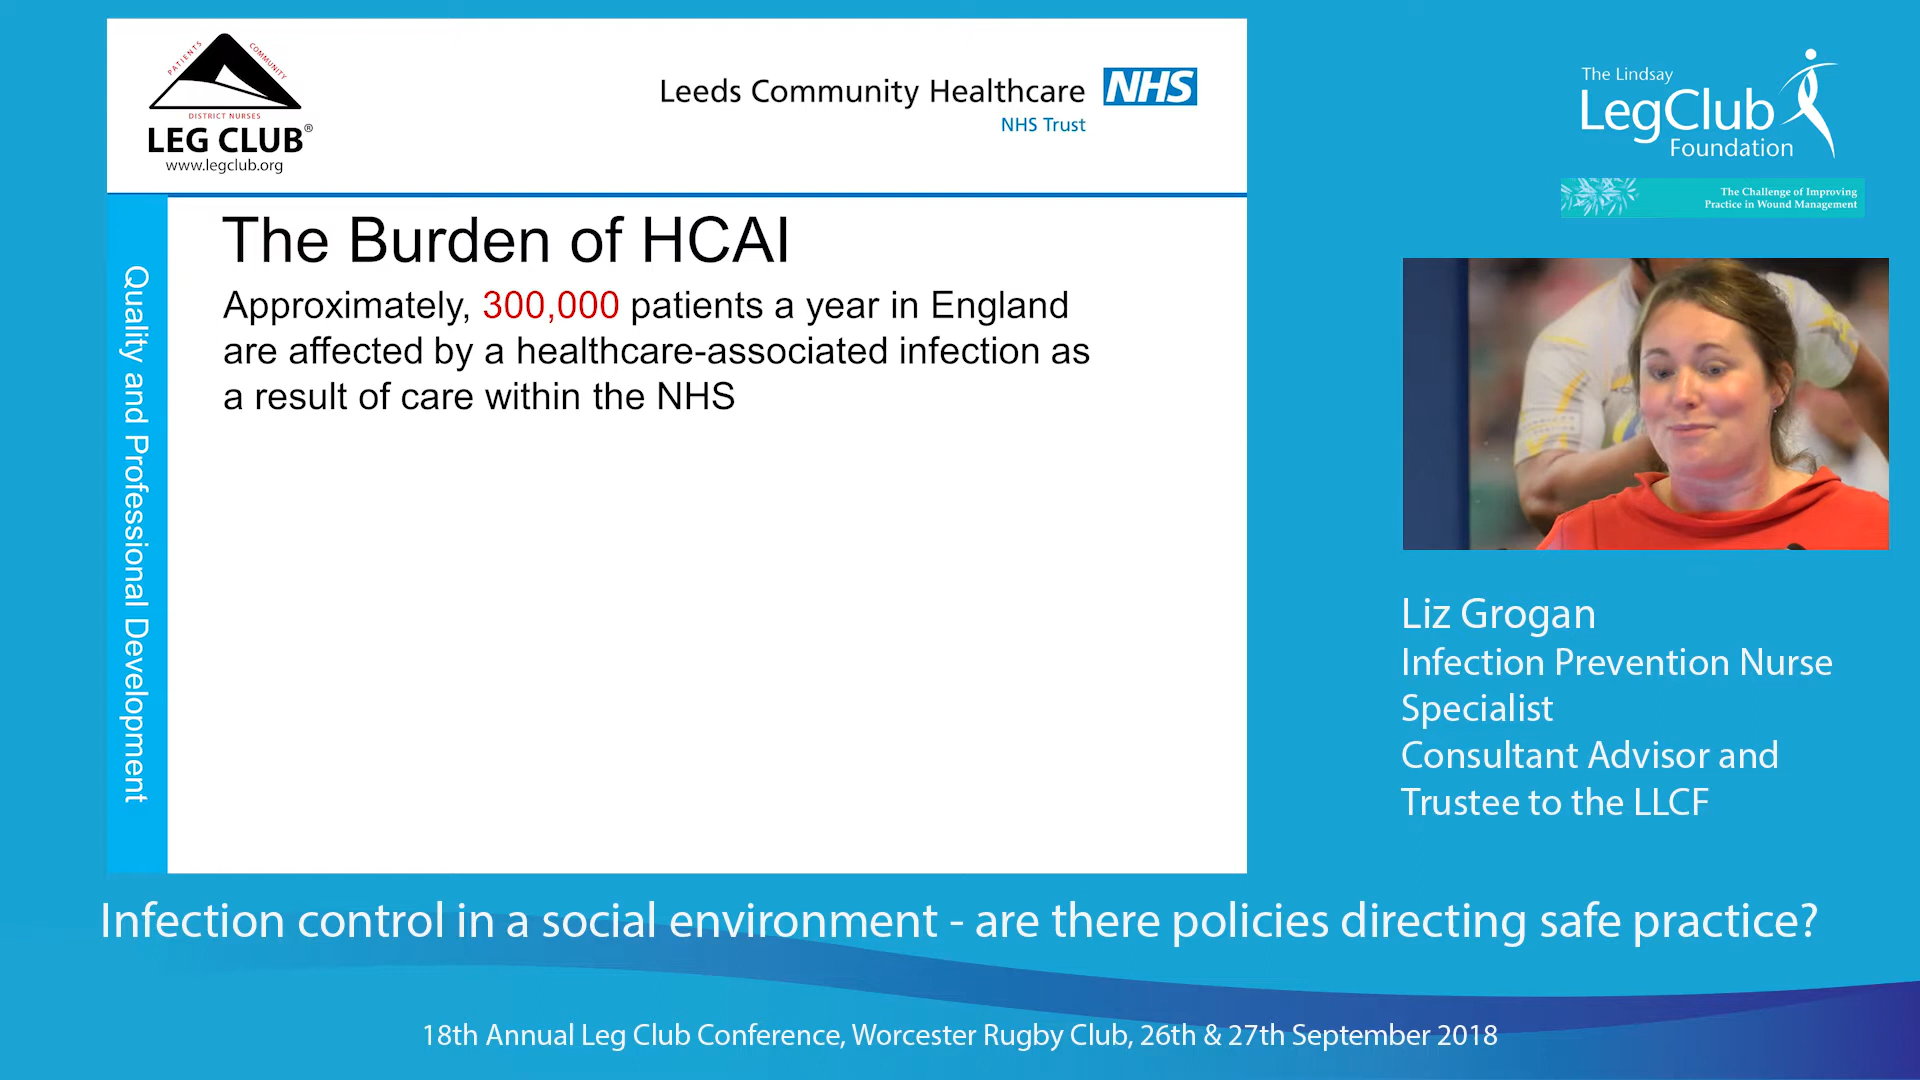 PATIENTS
COMMUNITY
DISTRICT NURSES
LEG CLUB®
www.legclub.org
Leeds Community Healthcare NHS
NHS Trust
Quality and Professional Development
The Burden of HCAI
Approximately, 300,000 patients a year in England
are affected by a healthcare-associated infection as
a result of care within the NHS
The Lindsay
LegClub
Foundation
The Challenge of Improving
Practice in Wound Management
Liz Grogan
Infection Prevention Nurse
Specialist
Consultant Advisor and
Trustee to the LLCF
Infection control in a social environment - are there policies directing safe practice?
18th Annual Leg Club Conference, Worcester Rugby Club, 26th & 27th September 2018